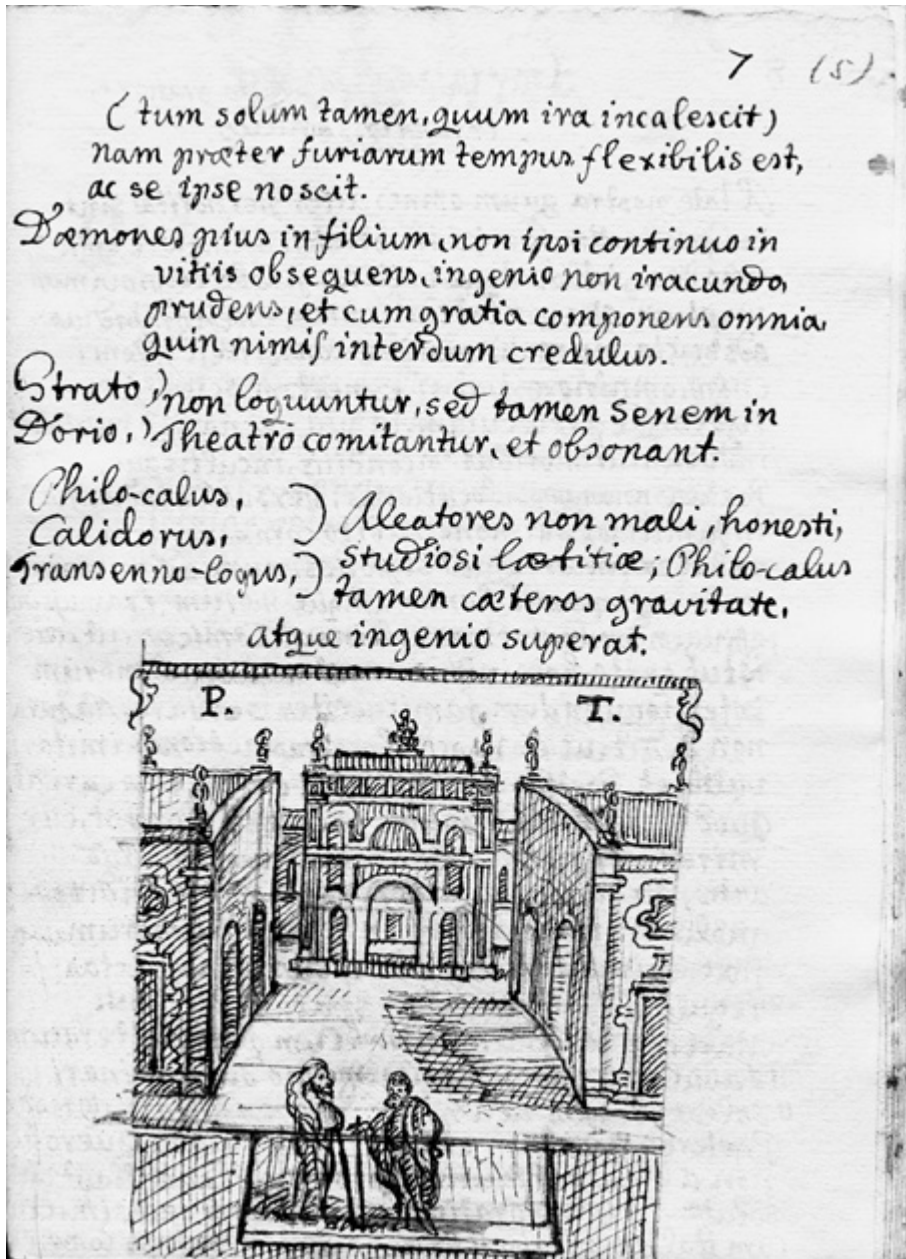 7 (5)
(tum solum tamen, quum ira incalescit)
nam præter furiarum tempus flexibilis est,
ac se ipse noscit.
Dæmones pius in filium, non ipsi continuo in
vitiis obsequens, ingenio non iracundo,
prudens, et cum gratia componens omnia,
quin nimis interdum credulus.
Strato, ) non loquuntur, sed tamen Senem in
Dorio, ) Theatro comitantur, et obsonant.
Philo-calus,
Calidorus, ) Aleatores non mali, honesti,
Transenno-logus, ) studiosi lætitiæ; Philo-calus
tamen cæteros gravitate,
atque ingenio superat.
P. T.